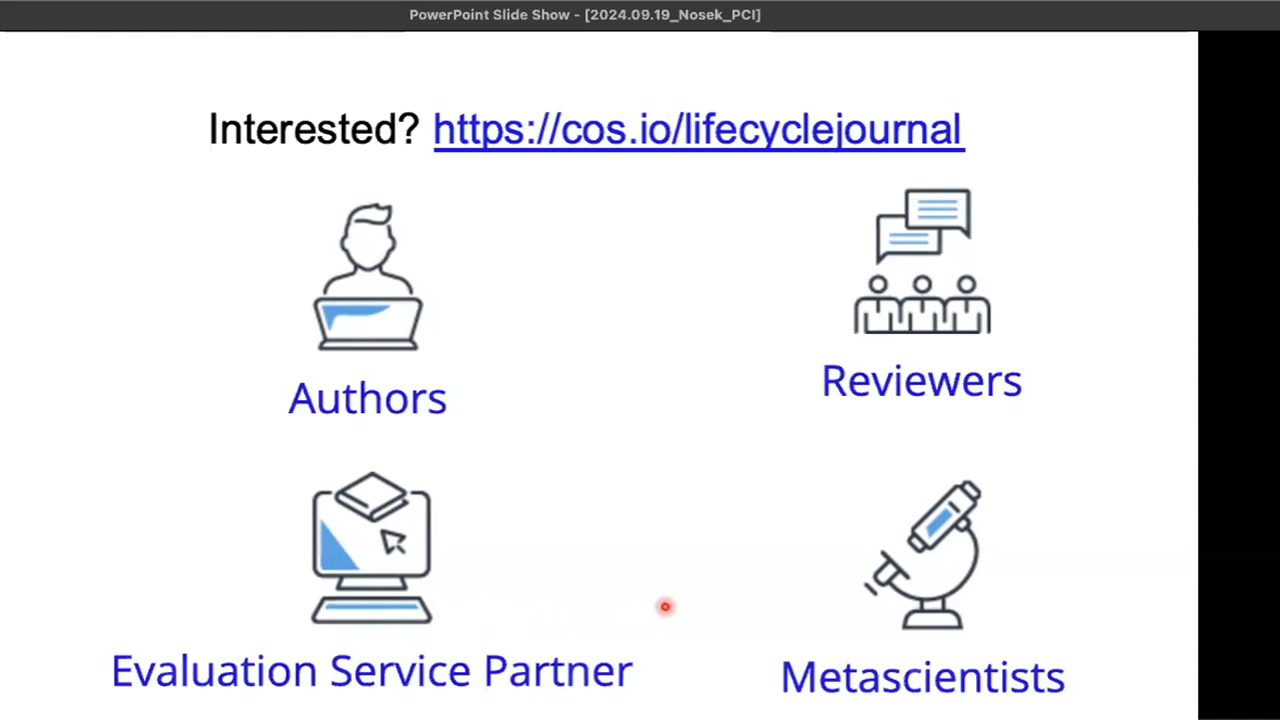 PowerPoint Slide Show - [2024.09.19_Nosek_PCI]
Interested? https://cos.io/lifecyclejournal
Authors
Reviewers
Evaluation Service Partner
Metascientists